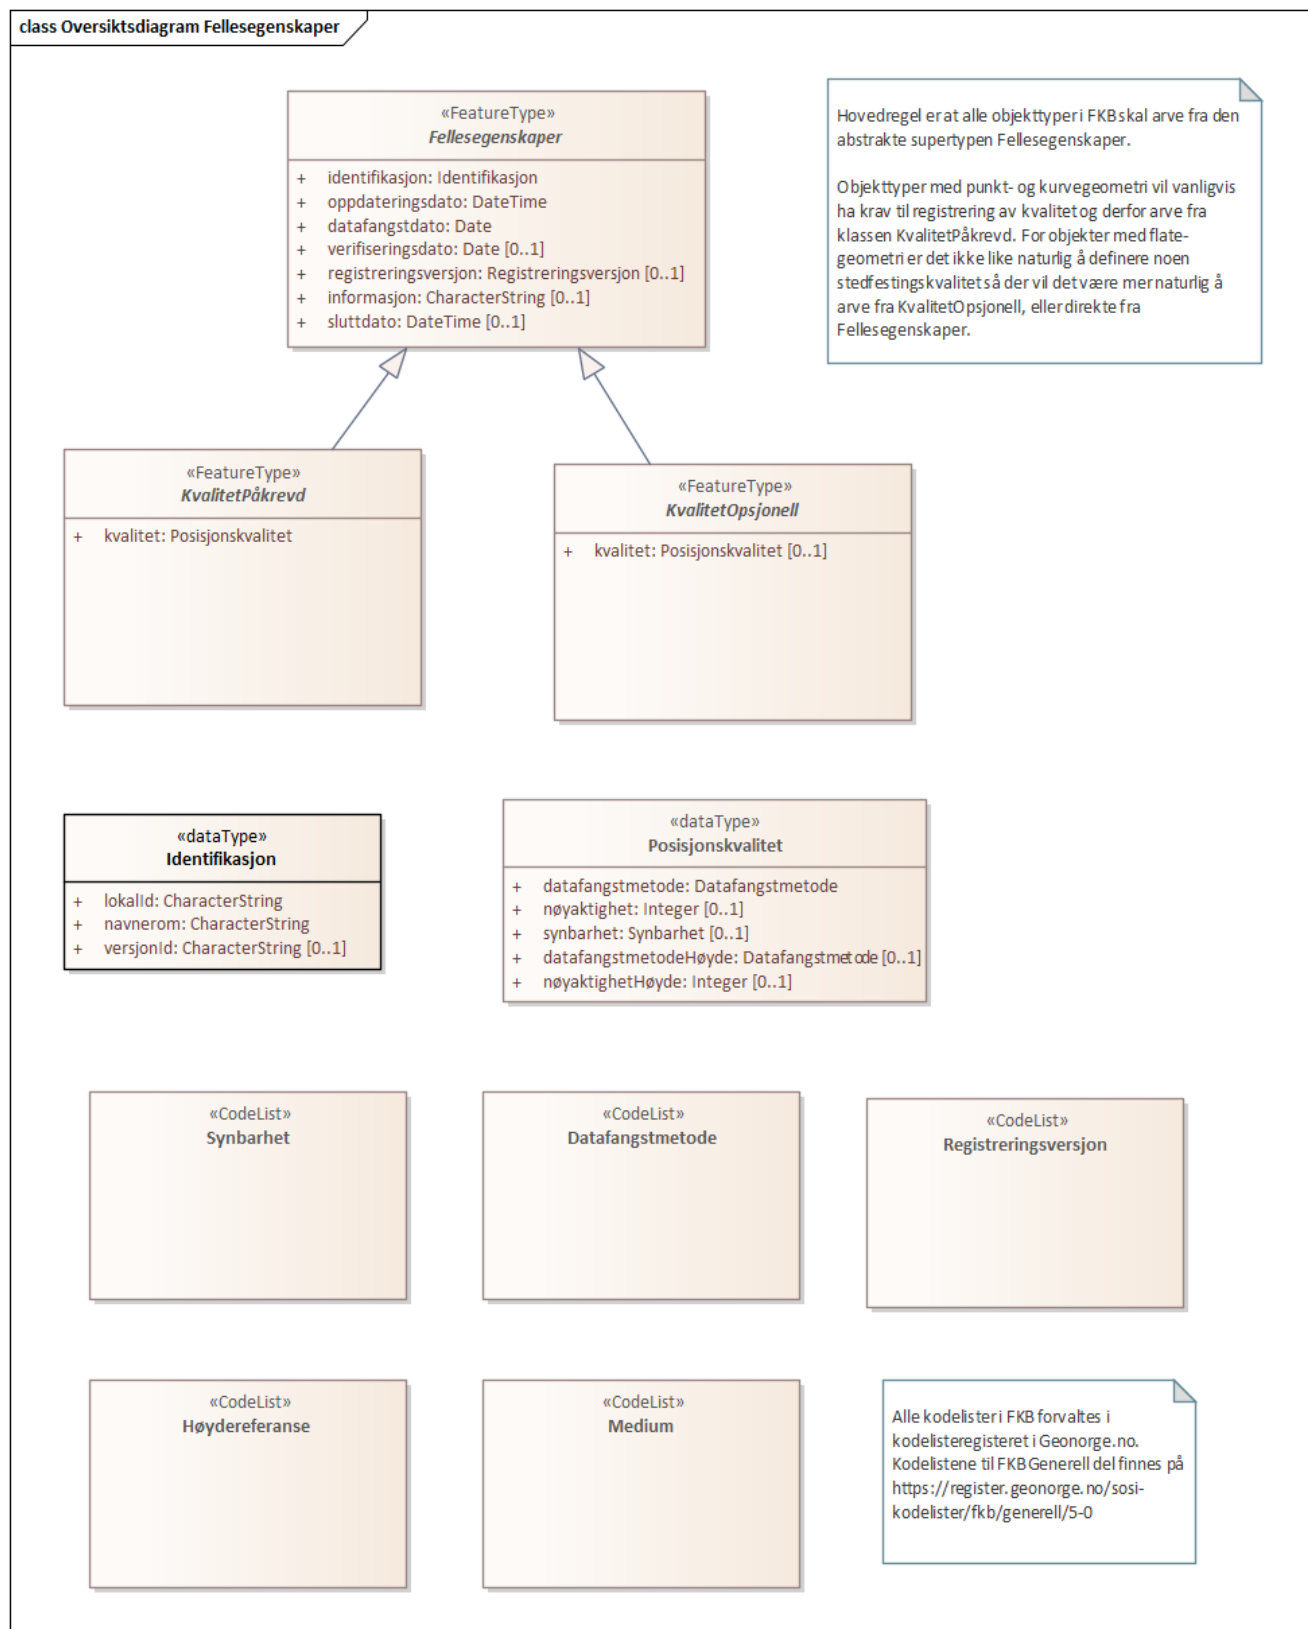 class Oversiktsdiagram Fellesegenskaper
«FeatureType»
Fellesegenskaper
+ identifikasjon: Identifikasjon
+ oppdateringsdato: DateTime
+ datafangstdato: Date
+ verifiseringsdato: Date [0..1]
+ registreringsversjon: Registreringsversjon [0..1]
+ informasjon: CharacterString [0..1]
+ sluttdato: DateTime [0..1]
Hovedregel er at alle objekttyper i FKB skal arve fra den
abstrakte supertypen Fellesegenskaper.
Objekttyper med punkt- og kurvegeometri vil vanligvis
ha krav til registrering av kvalitet og derfor arve fra
klassen KvalitetPåkrevd. For objekter med flate-
geometri er det ikke like naturlig å definere noen
stedfestingskvalitet så der vil det være mer naturlig å
arve fra KvalitetOpsjonell, eller direkte fra
Fellesegenskaper.
«FeatureType»
KvalitetPåkrevd
+ kvalitet: Posisjonskvalitet
«FeatureType»
KvalitetOpsjonell
+ kvalitet: Posisjonskvalitet [0..1]
«dataType»
Identifikasjon
+ lokalId: CharacterString
+ navnerom: CharacterString
+ versjonId: CharacterString [0..1]
«dataType»
Posisjonskvalitet
+ datafangstmetode: Datafangstmetode
+ nøyaktighet: Integer [0..1]
+ synbarhet: Synbarhet [0..1]
+ datafangstmetodeHøyde: Datafangstmetode [0..1]
+ nøyaktighetHøyde: Integer [0..1]
«CodeList»
Synbarhet
«CodeList»
Datafangstmetode
«CodeList»
Registreringsversjon
«CodeList»
Høydereferanse
«CodeList»
Medium
Alle kodelister i FKB forvaltes i
kodelisteregisteret i Geonorge.no.
Kodelistene til FKB Generell del finnes på
https://register.geonorge.no/sosi-
kodelister/fkb/generell/5-0